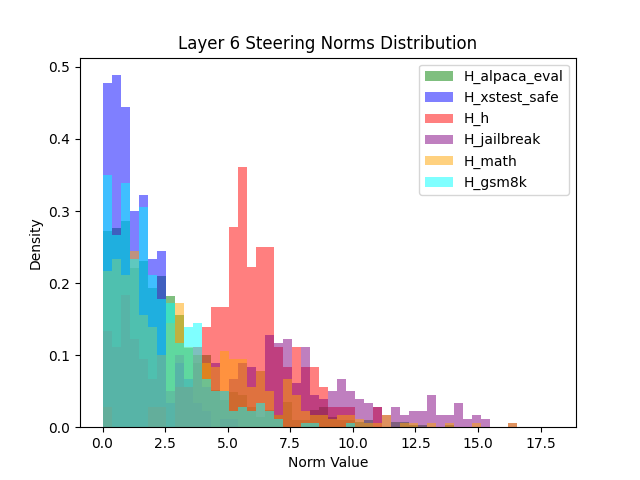 Layer 6 Steering Norms Distribution
H_alpaca_eval
H_xstest_safe
H_h
H_jailbreak
H_math
H_gsm8k
Density
0.5
0.4
0.3
0.2
0.1
0.0
0.0 2.5 5.0 7.5 10.0 12.5 15.0 17.5
Norm Value